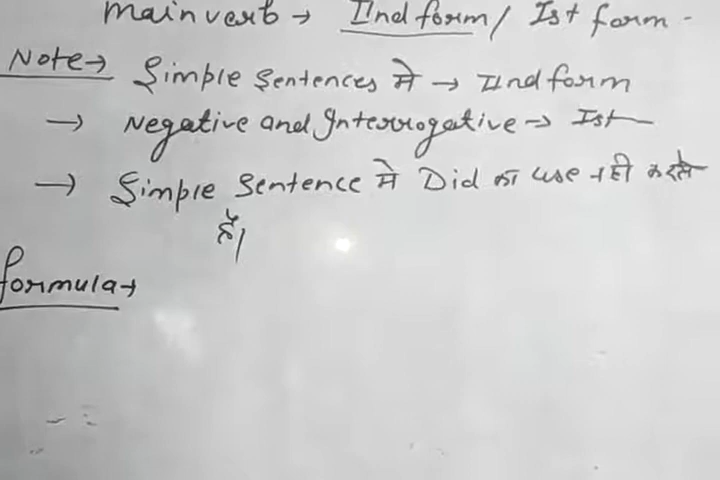 Main verb → IInd form / Ist form -
Note → Simple Sentences में → IInd form
→ Negative and Interrogative → Ist
→ Simple Sentence में Did का use नही करते
हैं।
formula →